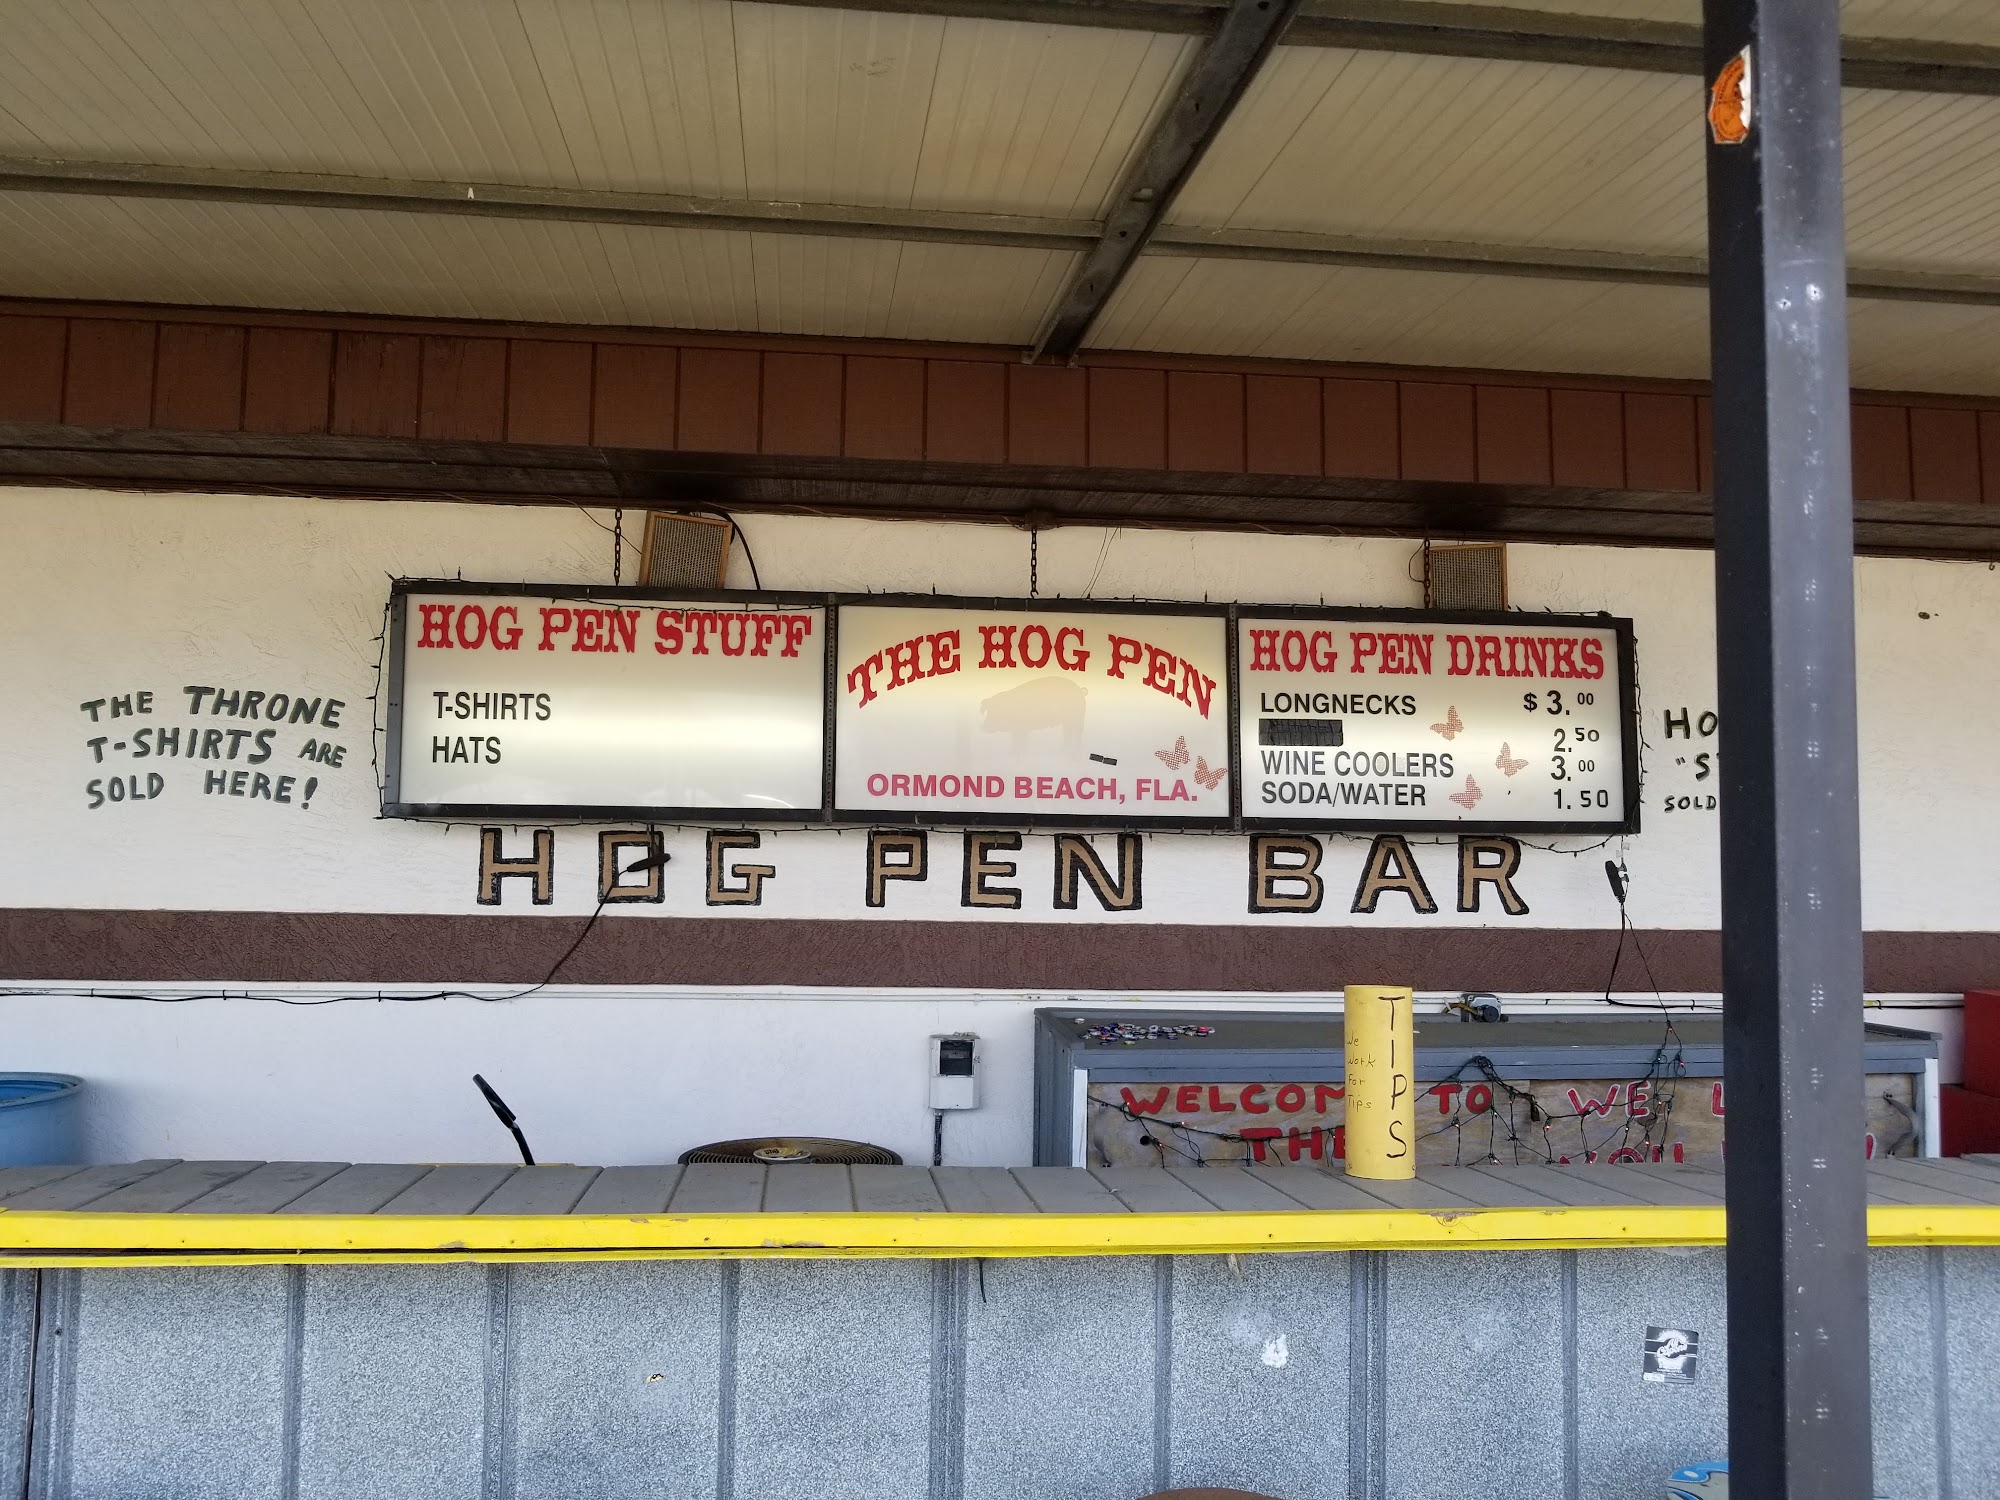 HOG PEN STUFF
T-SHIRTS
HATS
THE HOG PEN
ORMOND BEACH, FLA.
HOG PEN DRINKS
LONGNECKS $3.00
2.50
WINE COOLERS 3.00
SODA/WATER 1.50
THE THRONE
T-SHIRTS ARE
SOLD HERE!
HO
"S
SOLD
HOG PEN BAR
TIPS
We
Work
For
Tips
WELCOM TO WE L
THE YOU